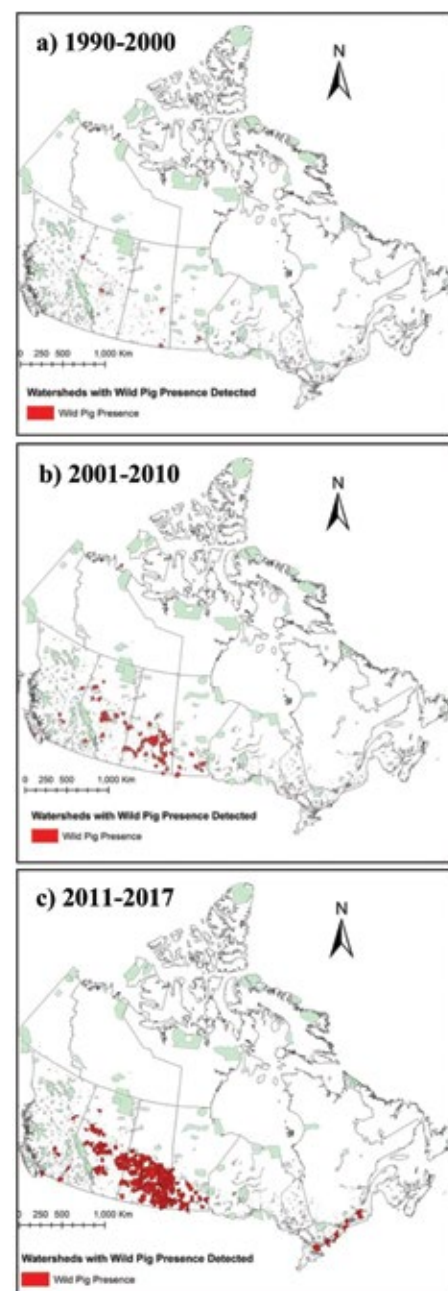 a) 1990-2000
N
0 250 500 1,000 Km
Watersheds with Wild Pig Presence Detected
Wild Pig Presence
b) 2001-2010
N
0 250 500 1,000 Km
Watersheds with Wild Pig Presence Detected
Wild Pig Presence
c) 2011-2017
N
0 250 500 1,000 Km
Watersheds with Wild Pig Presence Detected
Wild Pig Presence